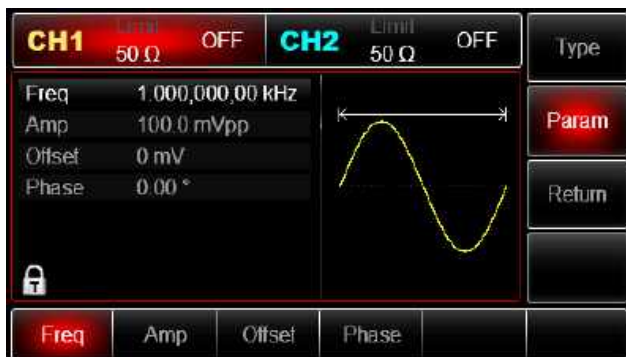 CH1 Limit 50 Ω OFF CH2 Limit 50 Ω OFF
Type
Freq 1.000,000,00 kHz
Amp 100.0 mVpp
Offset 0 mV
Phase 0.00 °
Param
Return
Freq Amp Offset Phase